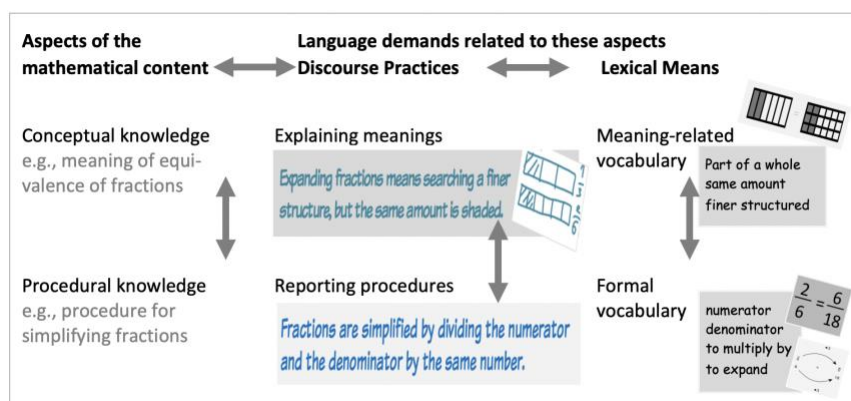 Aspects of the
mathematical content
Language demands related to these aspects
Discourse Practices
Lexical Means
Conceptual knowledge
e.g., meaning of equi-
valence of fractions
Explaining meanings
Expanding fractions means searching a finer
structure, but the same amount is shaded.
Meaning-related
vocabulary
Part of a whole
same amount
finer structured
Procedural knowledge
e.g., procedure for
simplifying fractions
Reporting procedures
Fractions are simplified by dividing the numerator
and the denominator by the same number.
Formal
vocabulary
2/6 = 6/18
numerator
denominator
to multiply by
to expand